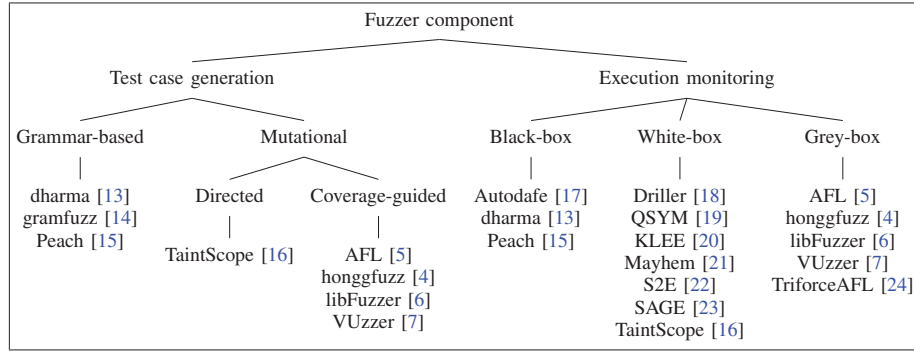 Fuzzer component
Test case generation
Execution monitoring
Grammar-based
Mutational
Black-box
White-box
Grey-box
dharma [13]
gramfuzz [14]
Peach [15]
Directed
Coverage-guided
TaintScope [16]
AFL [5]
honggfuzz [4]
libFuzzer [6]
VUzzer [7]
Autodafe [17]
dharma [13]
Peach [15]
Driller [18]
QSYM [19]
KLEE [20]
Mayhem [21]
S2E [22]
SAGE [23]
TaintScope [16]
AFL [5]
honggfuzz [4]
libFuzzer [6]
VUzzer [7]
TriforceAFL [24]